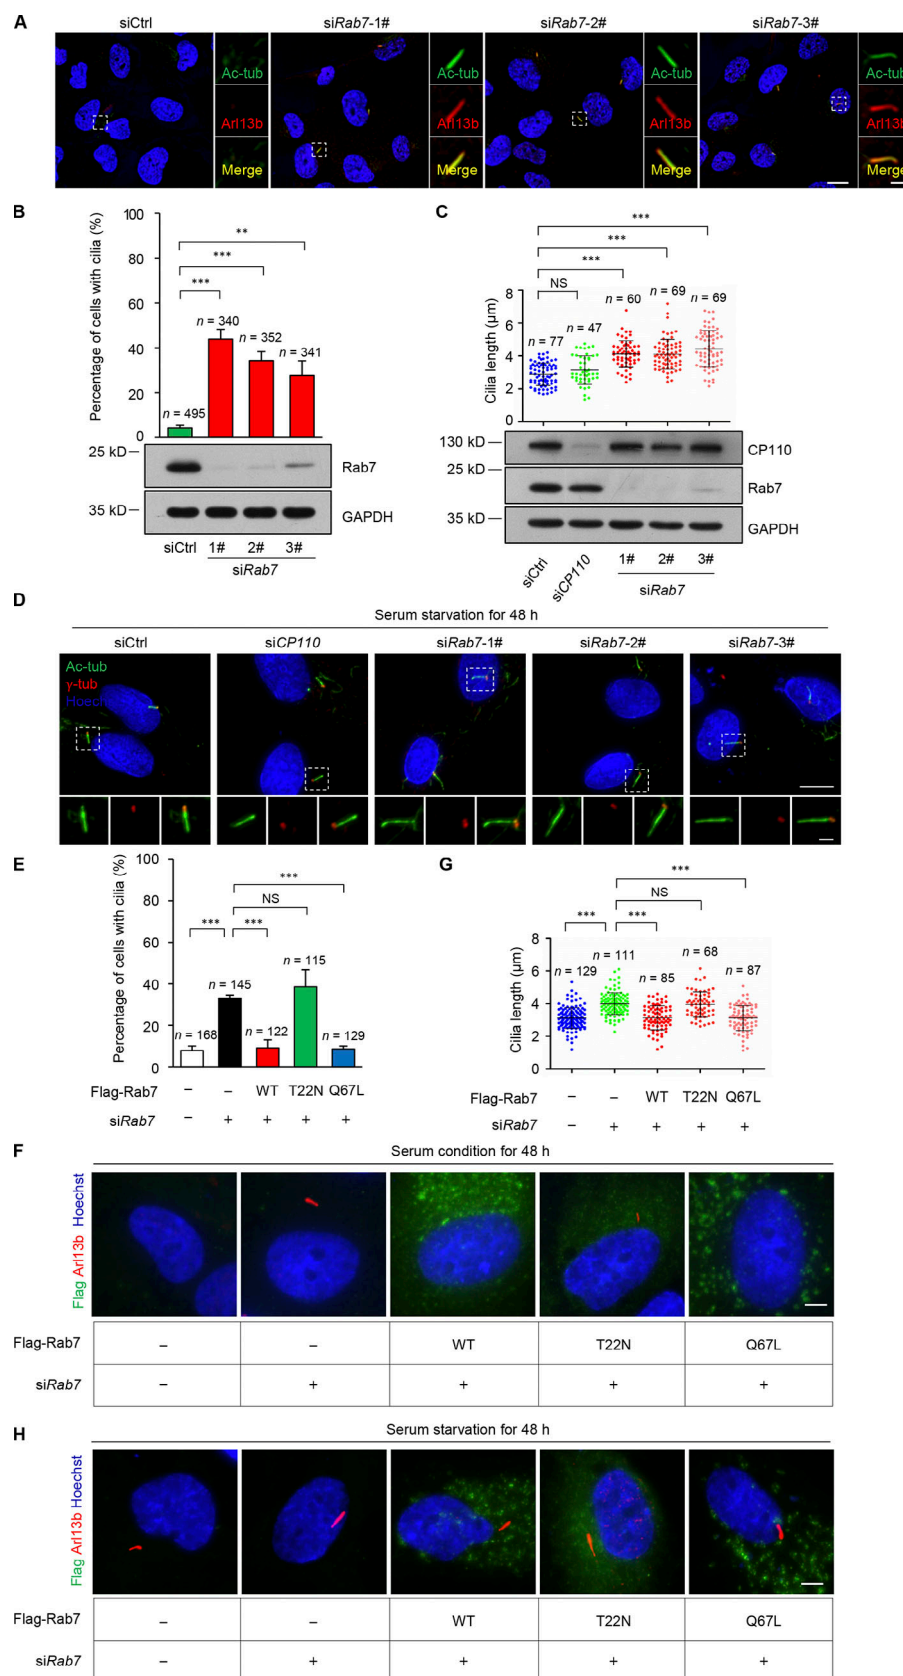 A
siCtrl
siRab7-1#
siRab7-2#
siRab7-3#
Ac-tub
Arl13b
Merge
Ac-tub
Arl13b
Merge
Ac-tub
Arl13b
Merge
Ac-tub
Arl13b
Merge
B
Percentage of cells with cilia (%)
100
80
60
40
20
0
**
***
***
n = 495
n = 340
n = 352
n = 341
25 kD
Rab7
35 kD
GAPDH
siCtrl 1# 2# 3#
siRab7
C
Cilia length (μm)
8
6
4
2
0
***
***
***
NS
n = 77
n = 47
n = 60
n = 69
n = 69
130 kD
CP110
25 kD
Rab7
35 kD
GAPDH
siCtrl
siCP110
1# 2# 3#
siRab7
D
Serum starvation for 48 h
siCtrl
siCP110
siRab7-1#
siRab7-2#
siRab7-3#
Ac-tub
γ-tub
Hoechst
E
Percentage of cells with cilia (%)
100
80
60
40
20
0
***
NS
***
***
n = 168
n = 145
n = 122
n = 115
n = 129
Flag-Rab7 – – WT T22N Q67L
siRab7 – + + + +
G
Cilia length (μm)
8
6
4
2
0
***
NS
***
***
n = 129
n = 111
n = 85
n = 68
n = 87
Flag-Rab7 – – WT T22N Q67L
siRab7 – + + + +
F
Serum condition for 48 h
Flag Arl13b Hoechst
Flag-Rab7 – – WT T22N Q67L
siRab7 – + + + +
H
Serum starvation for 48 h
Flag Arl13b Hoechst
Flag-Rab7 – – WT T22N Q67L
siRab7 – + + + +